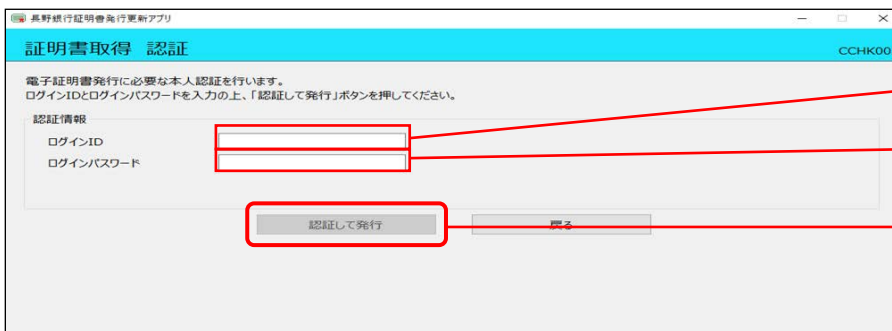 長野銀行証明書発行更新アプリ
証明書取得 認証
CCHK00
電子証明書発行に必要な本人認証を行います。
ログインIDとログインパスワードを入力の上、「認証して発行」ボタンを押してください。
認証情報
ログインID
ログインパスワード
認証して発行
戻る